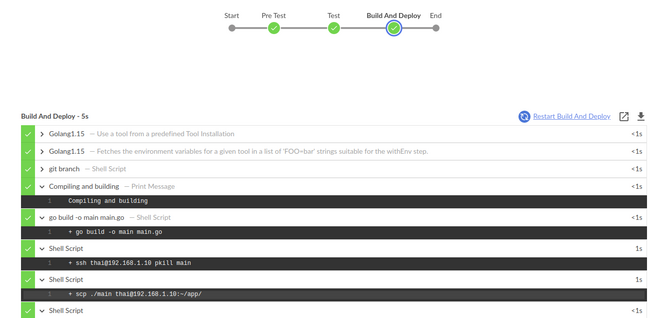 Start Pre Test Test Build And Deploy End
Build And Deploy - 5s Restart Build And Deploy
Golang1.15 — Use a tool from a predefined Tool Installation <1s
Golang1.15 — Fetches the environment variables for a given tool in a list of 'FOO=bar' strings suitable for the withEnv step. <1s
git branch — Shell Script <1s
Compiling and building — Print Message <1s
1 Compiling and building
go build -o main main.go — Shell Script <1s
1 + go build -o main main.go
Shell Script 1s
1 + ssh thai@192.168.1.10 pkill main
Shell Script 1s
1 + scp ./main thai@192.168.1.10:~/app/
Shell Script <1s